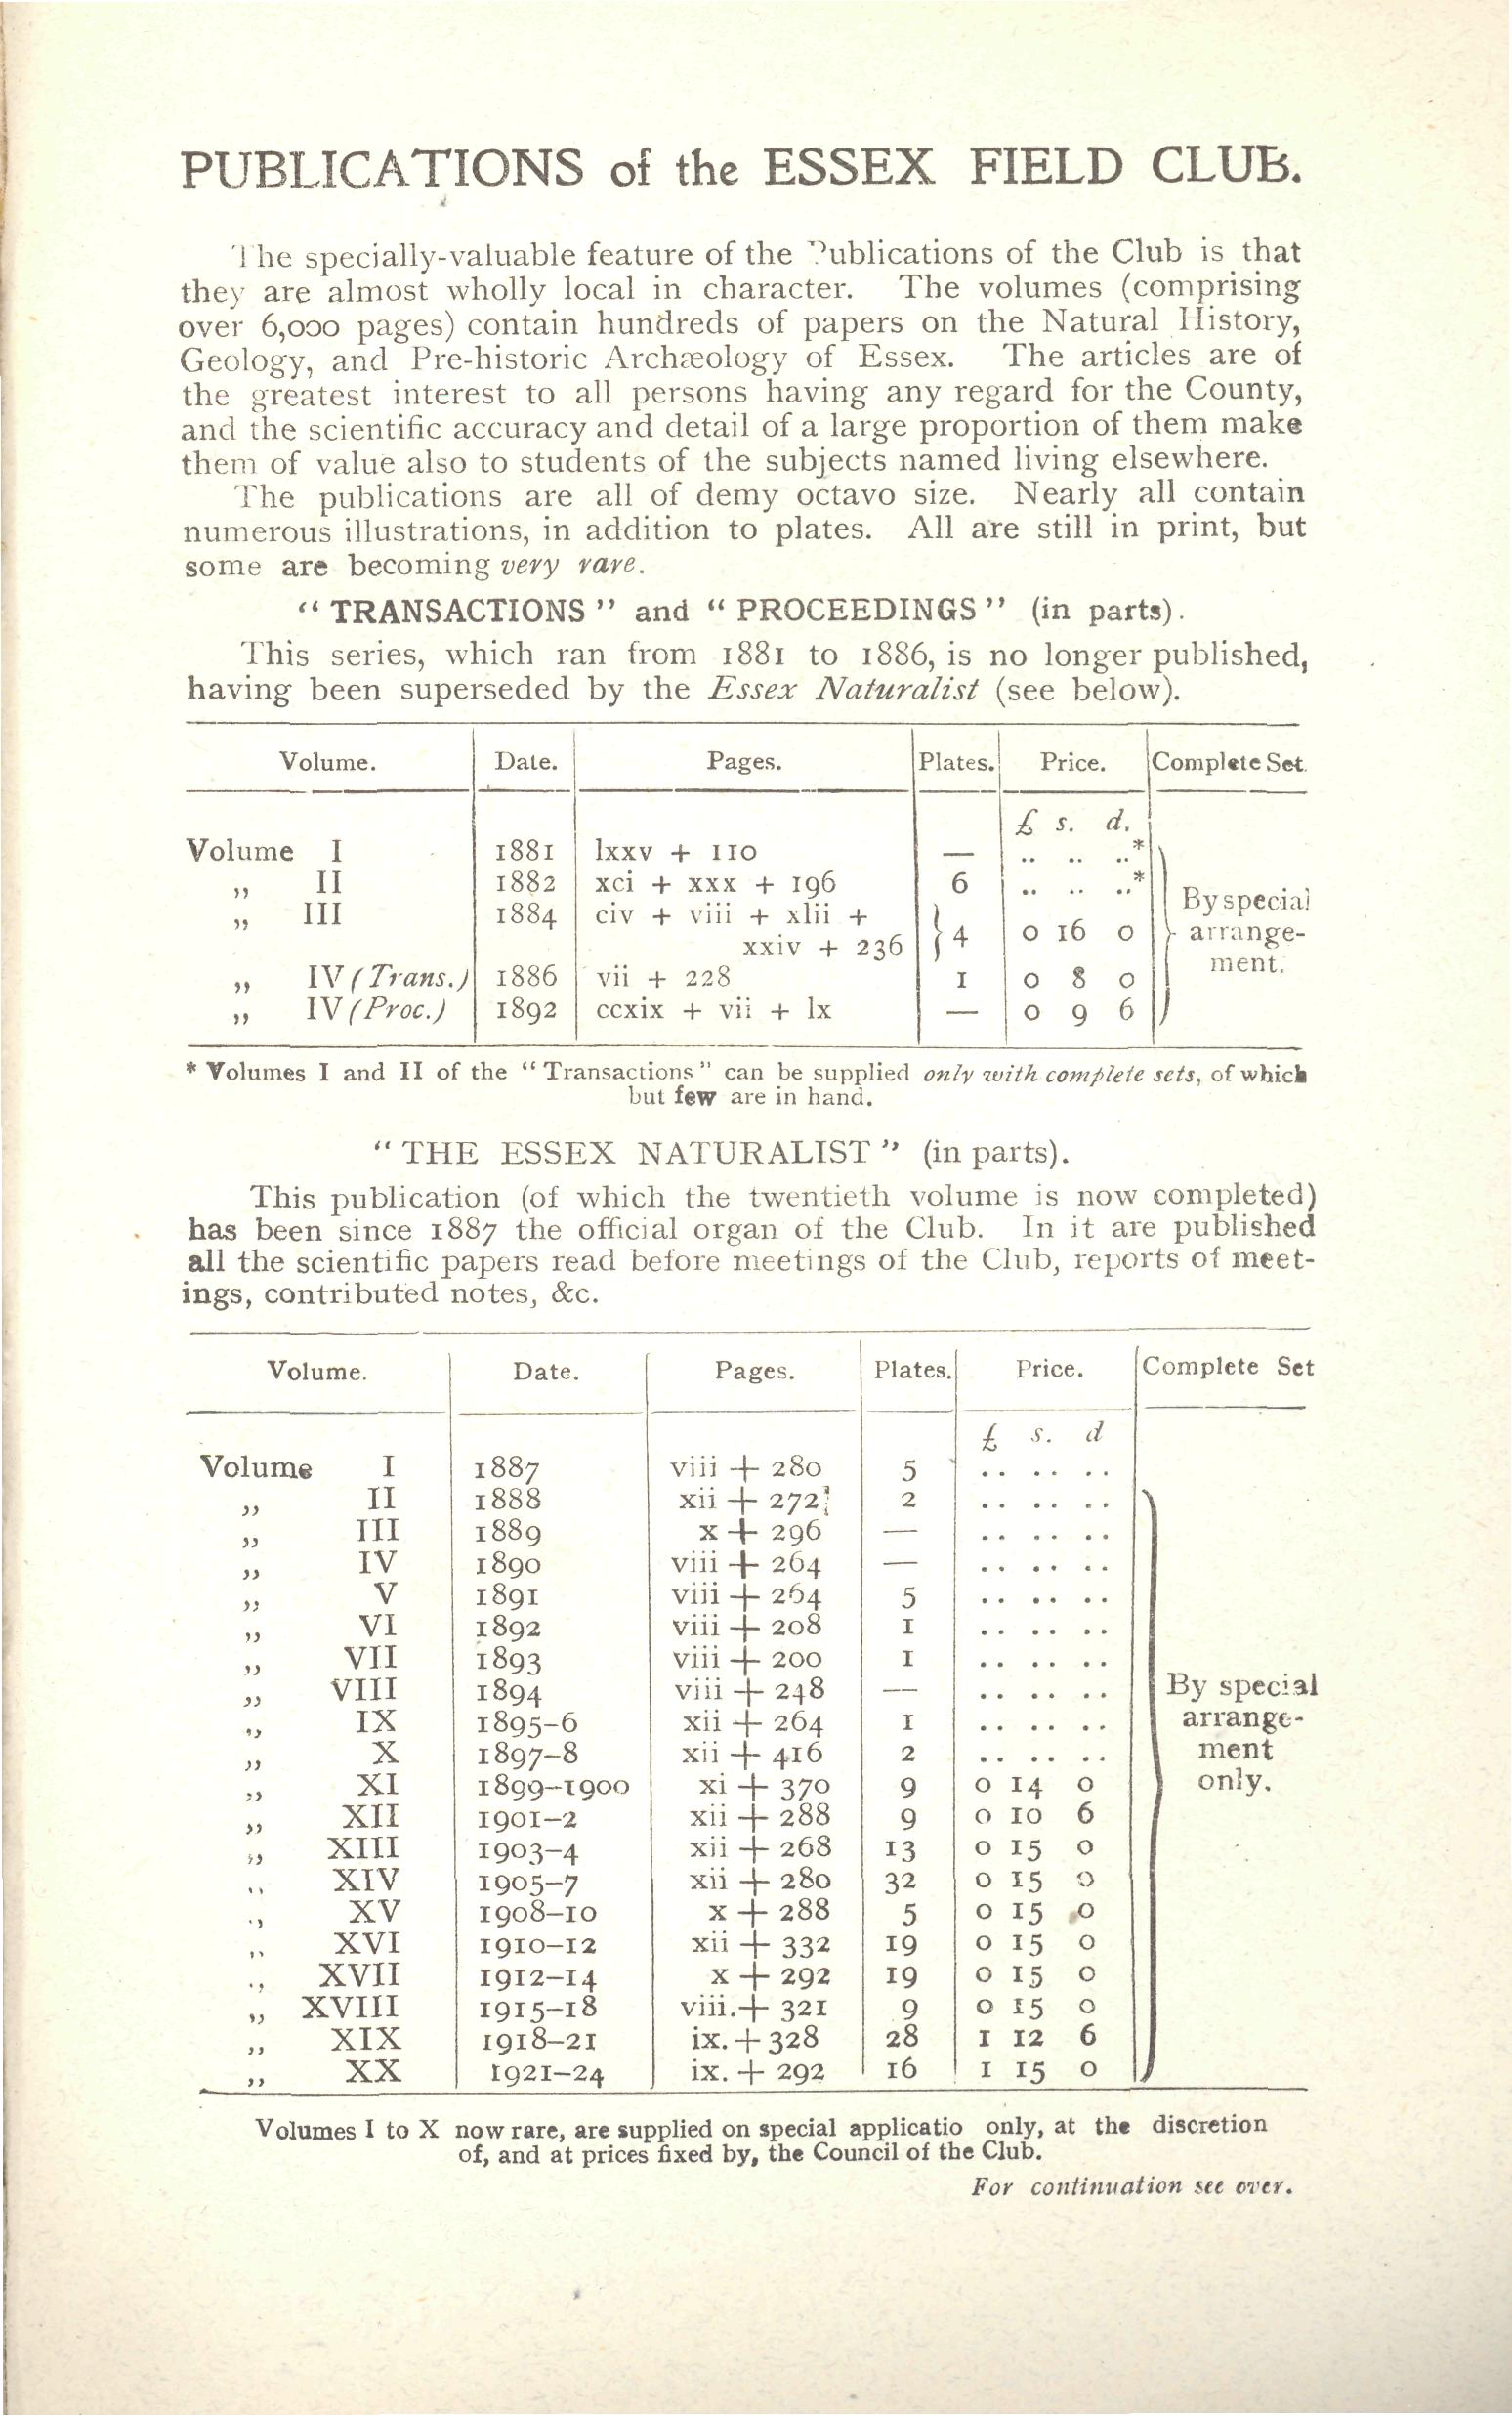 PUBLICATIONS of the ESSEX FIELD CLUB.
The specially-valuable feature of the Publications of the Club is that
they are almost wholly local in character. The volumes (comprising
over 6,000 pages) contain hundreds of papers on the Natural History,
Geology, and Pre-historic Archæology of Essex. The articles are of
the greatest interest to all persons having any regard for the County,
and the scientific accuracy and detail of a large proportion of them make
them of value also to students of the subjects named living elsewhere.
The publications are all of demy octavo size. Nearly all contain
numerous illustrations, in addition to plates. All are still in print, but
some are becoming very rare.
“ TRANSACTIONS ” and “ PROCEEDINGS ” (in parts).
This series, which ran from 1881 to 1886, is no longer published,
having been superseded by the Essex Naturalist (see below).
Volume. Date. Pages. Plates. Price. Complete Set.
£ s. d.
Volume I 1881 lxxv + 110 — .. .. ..*
„ II 1882 xci + xxx + 196 6 .. .. ..*
„ III 1884 civ + viii + xlii +
xxiv + 236 4 0 16 0
„ IV (Trans.) 1886 vii + 228 1 0 8 0
„ IV (Proc.) 1892 ccxix + vii + lx — 0 9 6
By special
arrange-
ment.
* Volumes I and II of the “Transactions” can be supplied only with complete sets, of which
but few are in hand.
“ THE ESSEX NATURALIST ” (in parts).
This publication (of which the twentieth volume is now completed)
has been since 1887 the official organ of the Club. In it are published
all the scientific papers read before meetings of the Club, reports of meet-
ings, contributed notes, &c.
Volume. Date. Pages. Plates. Price. Complete Set
£ s. d
Volume I 1887 viii + 280 5 .. .. ..
„ II 1888 xii + 272 2 .. .. ..
„ III 1889 x + 296 — .. .. ..
„ IV 1890 viii + 264 — .. .. ..
„ V 1891 viii + 264 5 .. .. ..
„ VI 1892 viii + 208 1 .. .. ..
„ VII 1893 viii + 200 1 .. .. ..
„ VIII 1894 viii + 248 — .. .. ..
„ IX 1895-6 xii + 264 1 .. .. ..
„ X 1897-8 xii + 416 2 .. .. ..
„ XI 1899-1900 xi + 370 9 0 14 0
„ XII 1901-2 xii + 288 9 0 10 6
„ XIII 1903-4 xii + 268 13 0 15 0
„ XIV 1905-7 xii + 280 32 0 15 0
„ XV 1908-10 x + 288 5 0 15 0
„ XVI 1910-12 xii + 332 19 0 15 0
„ XVII 1912-14 x + 292 19 0 15 0
„ XVIII 1915-18 viii. + 321 9 0 15 0
„ XIX 1918-21 ix. + 328 28 1 12 6
„ XX 1921-24 ix. + 292 16 1 15 0
By special
arrange-
ment
only.
Volumes I to X now rare, are supplied on special applicatio only, at the discretion
of, and at prices fixed by, the Council of the Club.
For continuation see over.